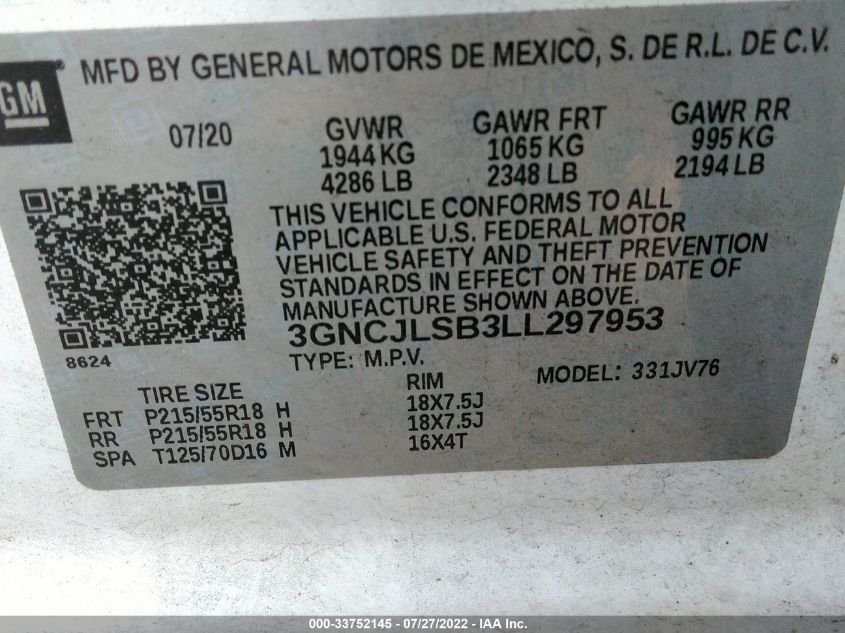 MFD BY GENERAL MOTORS DE MEXICO, S. DE R.L. DE C.V.
GM
07/20
GVWR GAWR FRT GAWR RR
1944 KG 1065 KG 995 KG
4286 LB 2348 LB 2194 LB
THIS VEHICLE CONFORMS TO ALL
APPLICABLE U.S. FEDERAL MOTOR
VEHICLE SAFETY AND THEFT PREVENTION
STANDARDS IN EFFECT ON THE DATE OF
MANUFACTURE SHOWN ABOVE.
3GNCJLSB3LL297953
8624
TYPE: M.P.V.
MODEL: 331JV76
TIRE SIZE RIM
FRT P215/55R18 H 18X7.5J
RR P215/55R18 H 18X7.5J
SPA T125/70D16 M 16X4T
000-33752145 - 07/27/2022 - IAA Inc.